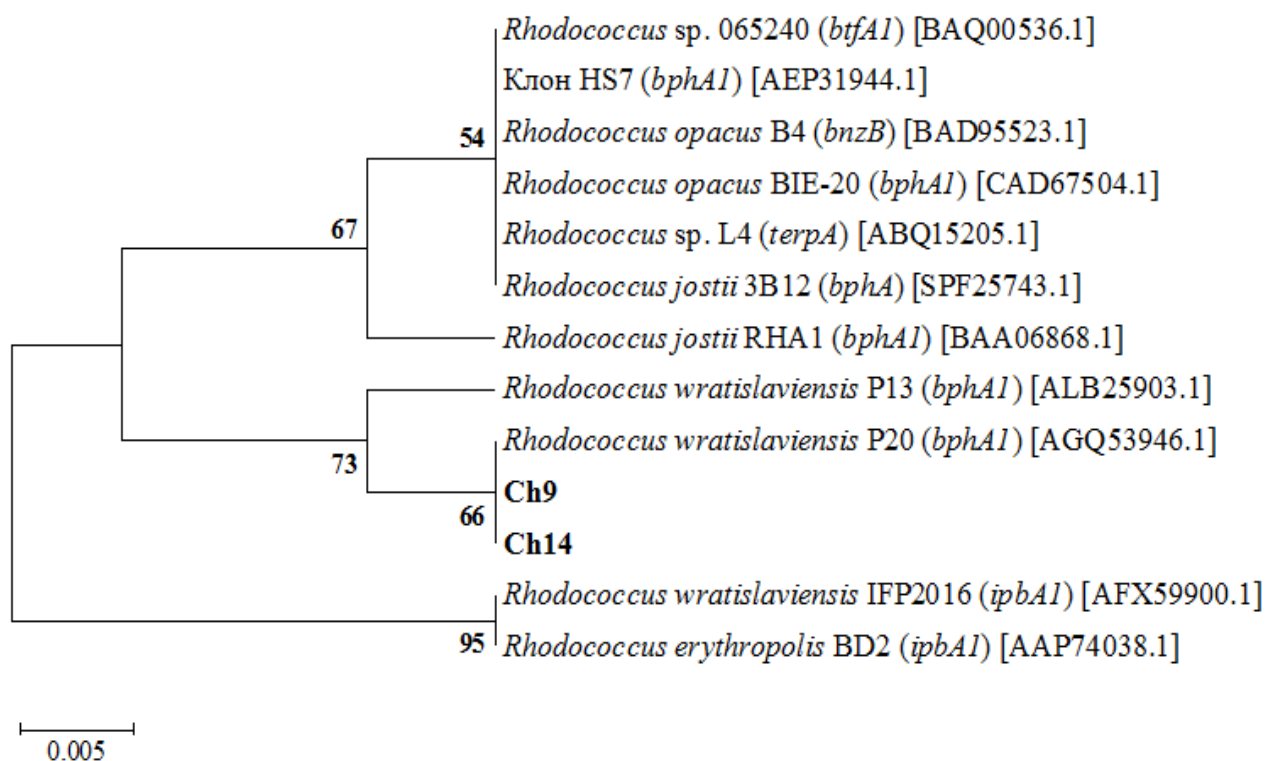 Rhodococcus sp. 065240 (btfA1) [BAQ00536.1]
Клон HS7 (bphA1) [AEP31944.1]
54
Rhodococcus opacus B4 (bnzB) [BAD95523.1]
Rhodococcus opacus BIE-20 (bphA1) [CAD67504.1]
67
Rhodococcus sp. L4 (terpA) [ABQ15205.1]
Rhodococcus jostii 3B12 (bphA) [SPF25743.1]
Rhodococcus jostii RHA1 (bphA1) [BAA06868.1]
Rhodococcus wratislaviensis P13 (bphA1) [ALB25903.1]
Rhodococcus wratislaviensis P20 (bphA1) [AGQ53946.1]
73
Ch9
66
Ch14
Rhodococcus wratislaviensis IFP2016 (ipbA1) [AFX59900.1]
95
Rhodococcus erythropolis BD2 (ipbA1) [AAP74038.1]
0.005